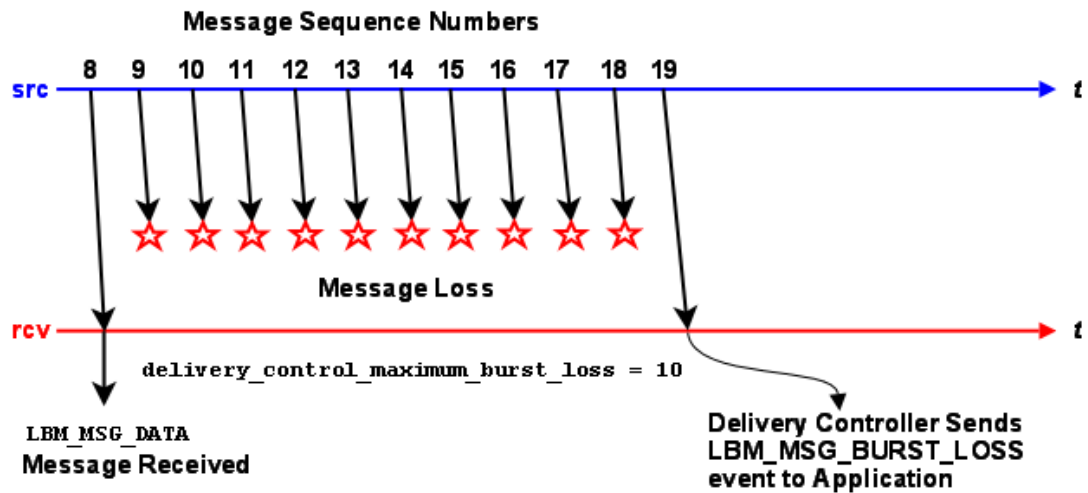 Message Sequence Numbers
8 9 10 11 12 13 14 15 16 17 18 19
src t
Message Loss
rcv t
delivery_control_maximum_burst_loss = 10
LBM_MSG_DATA
Message Received
Delivery Controller Sends
LBM_MSG_BURST_LOSS
event to Application